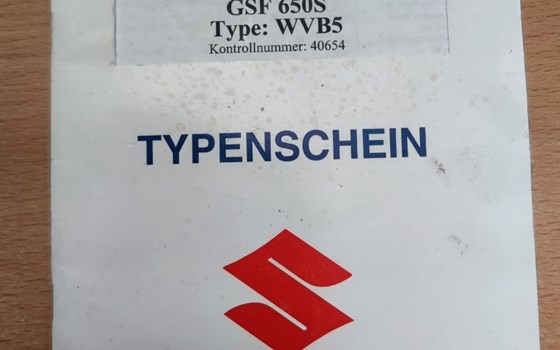 GSF 650S
Type: WVB5
Kontrollnummer: 40654
TYPENSCHEIN